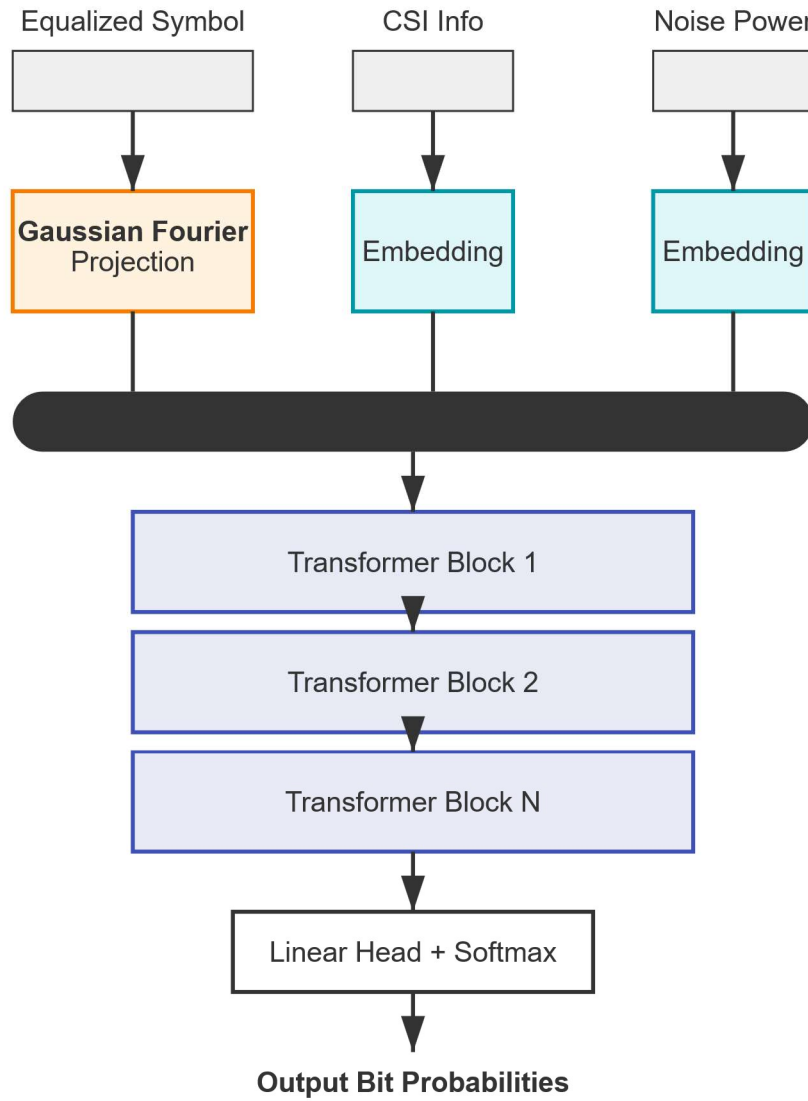 Equalized Symbol
CSI Info
Noise Power
Gaussian Fourier
Projection
Embedding
Embedding
Transformer Block 1
Transformer Block 2
Transformer Block N
Linear Head + Softmax
Output Bit Probabilities